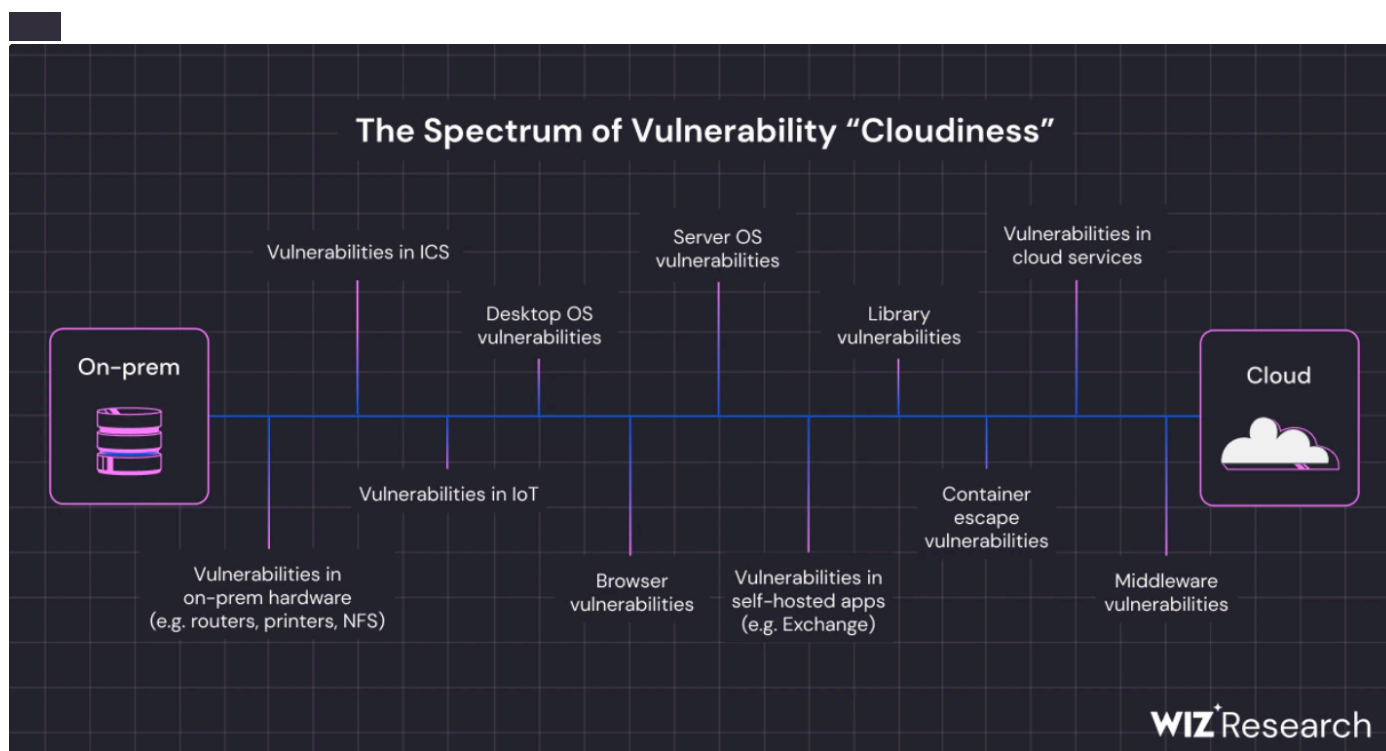 The Spectrum of Vulnerability “Cloudiness”
Vulnerabilities in ICS
Desktop OS
vulnerabilities
Server OS
vulnerabilities
Library
vulnerabilities
Vulnerabilities in
cloud services
On-prem
Cloud
Vulnerabilities in
on-prem hardware
(e.g. routers, printers, NFS)
Vulnerabilities in IoT
Browser
vulnerabilities
Vulnerabilities in
self-hosted apps
(e.g. Exchange)
Container
escape
vulnerabilities
Middleware
vulnerabilities
WIZ Research